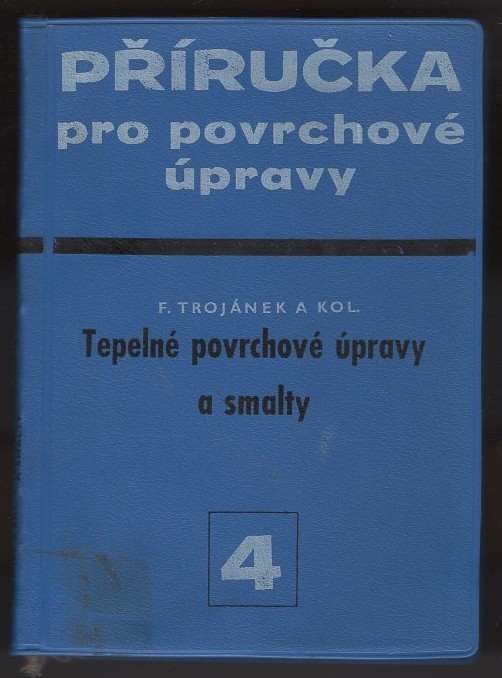 PŘÍRUČKA
pro povrchové
úpravy
F. TROJÁNEK A KOL.
Tepelné povrchové úpravy
a smalty
4